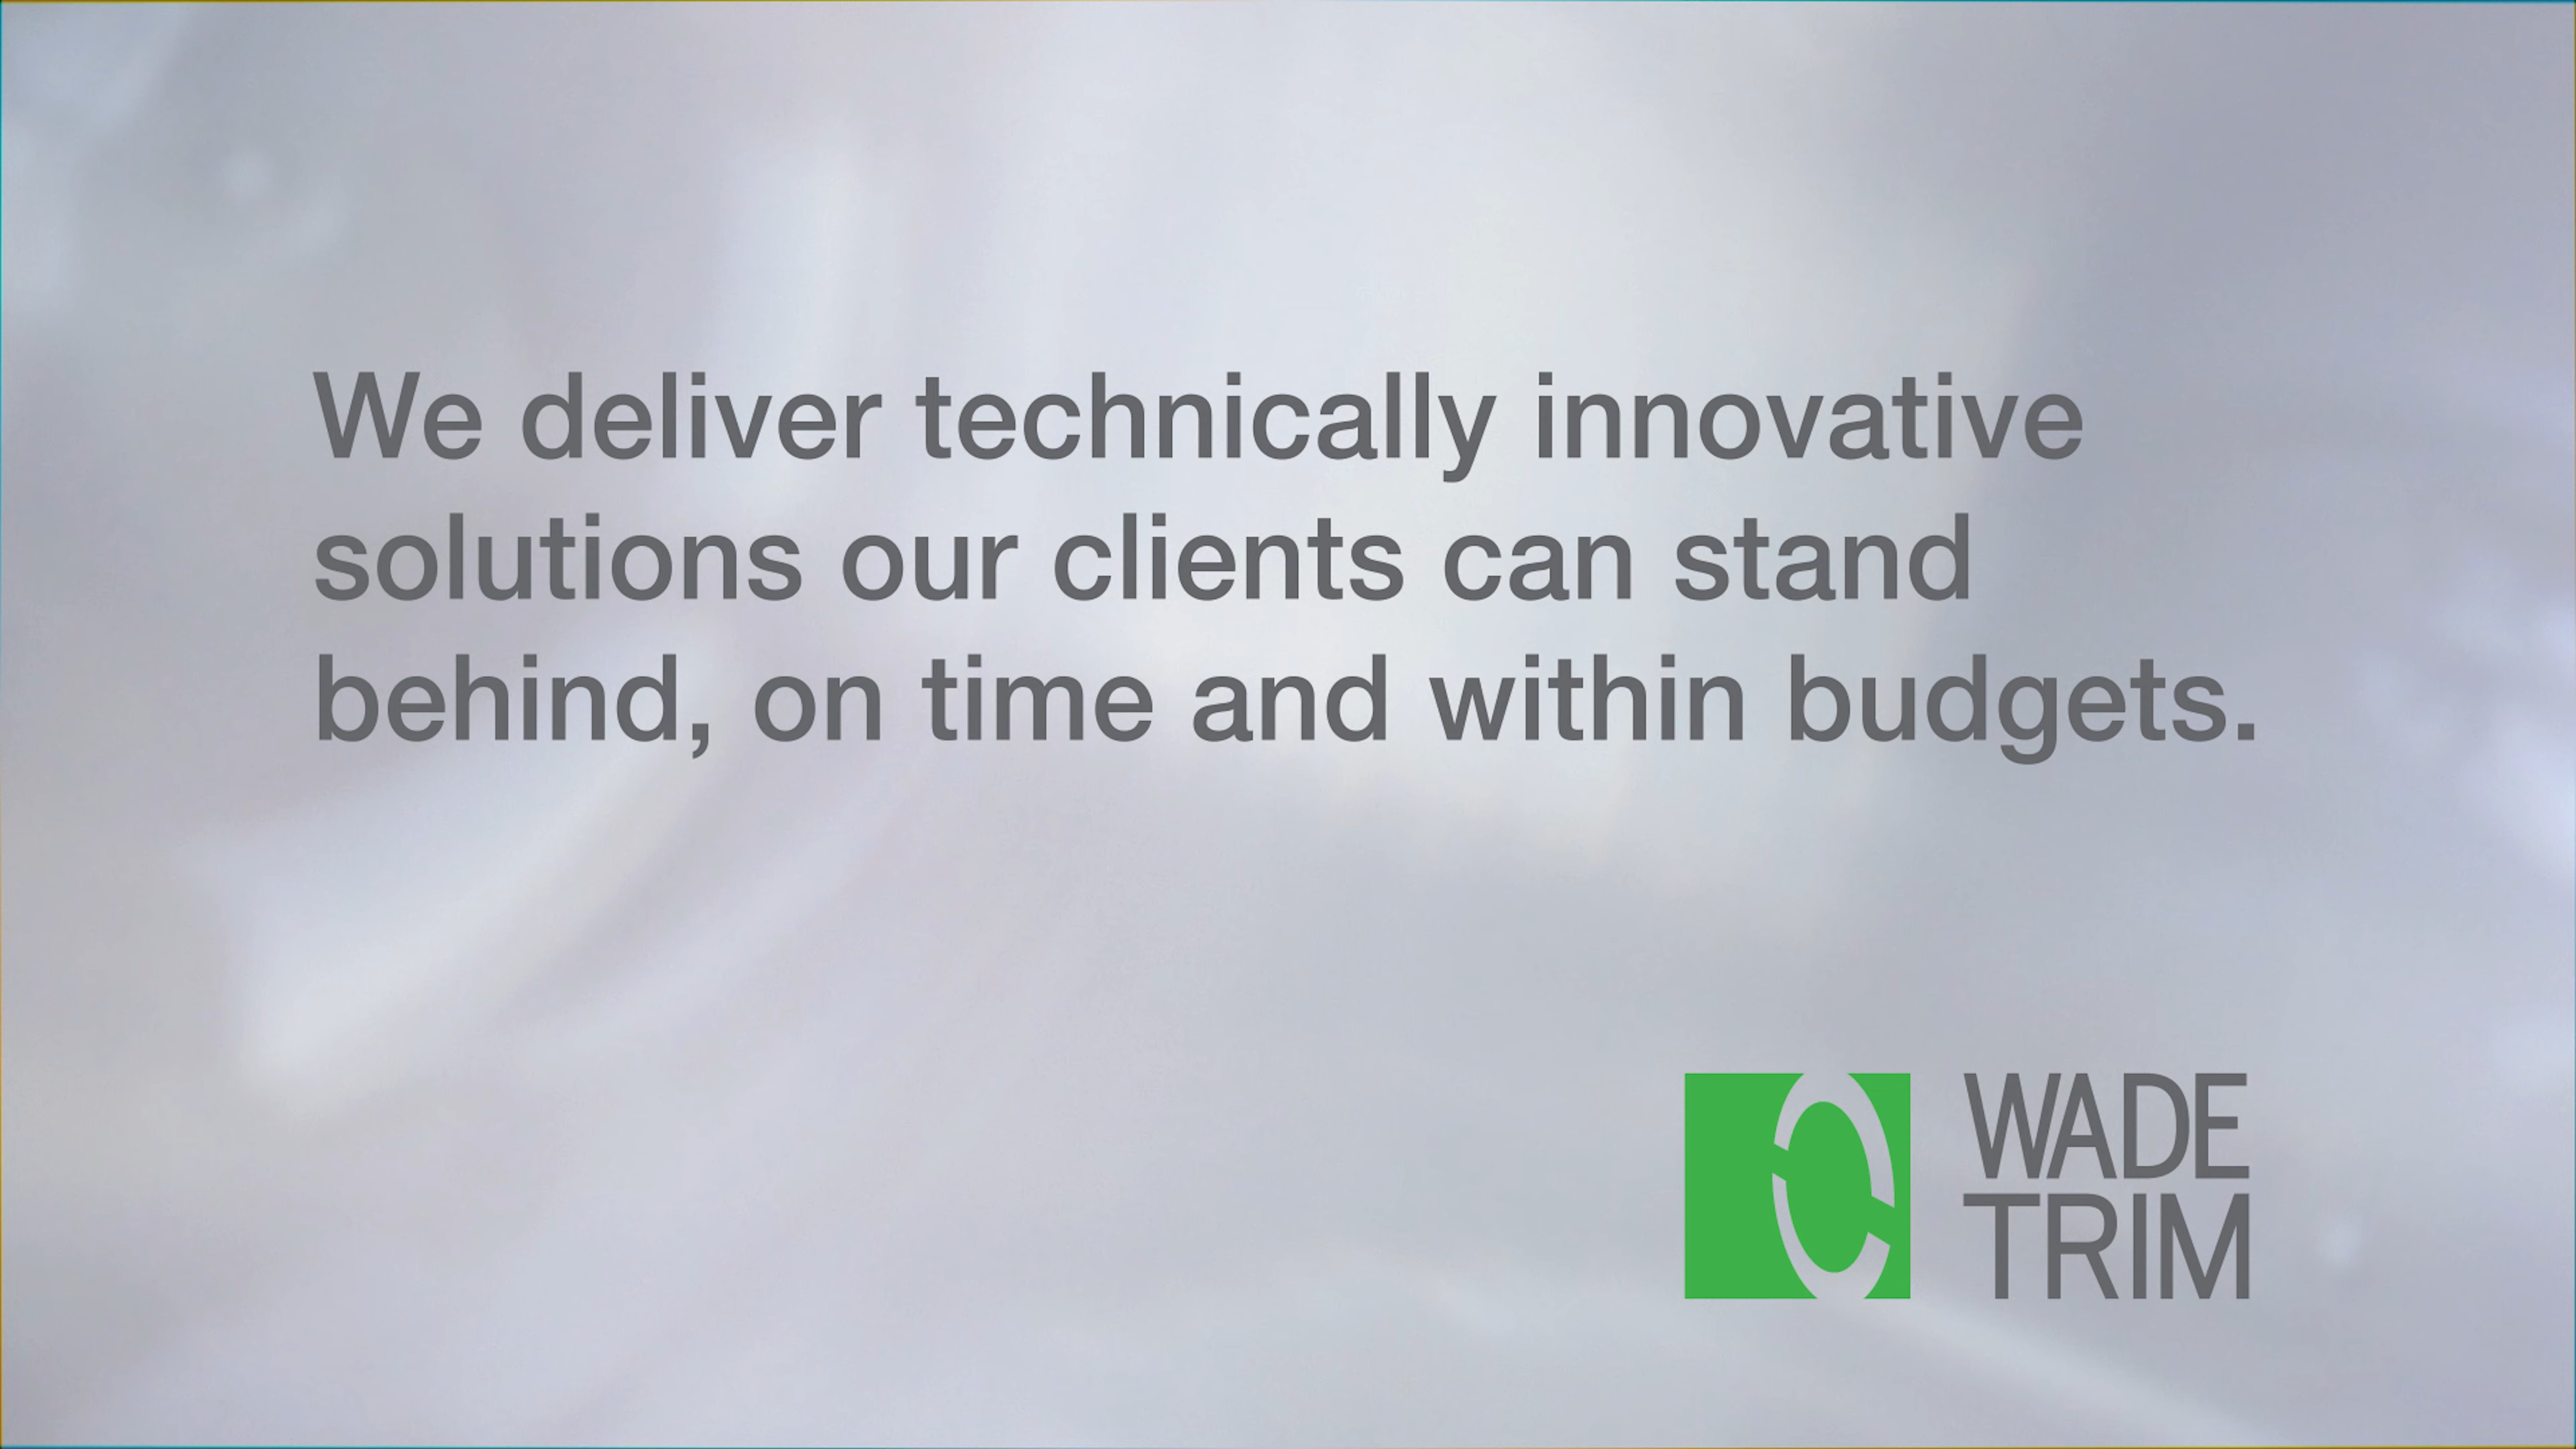 We deliver technically innovative
solutions our clients can stand
behind, on time and within budgets.
WADE
TRIM